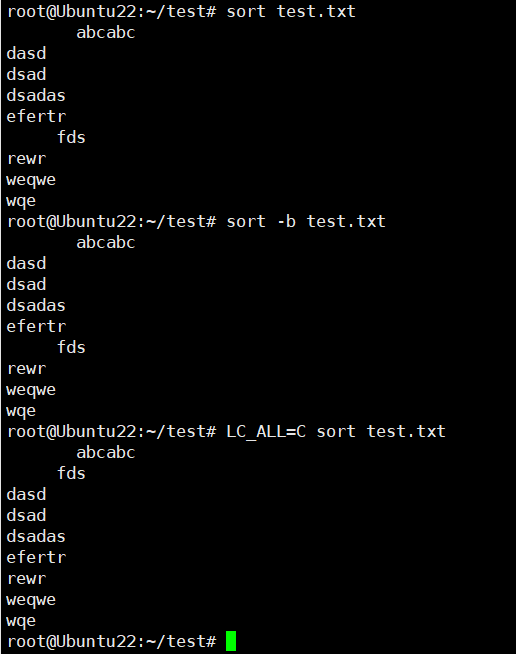 root@Ubuntu22:~/test# sort test.txt
       abcabc
dasd
dsad
dsadas
efertr
     fds
rewr
weqwe
wqe
root@Ubuntu22:~/test# sort -b test.txt
       abcabc
dasd
dsad
dsadas
efertr
     fds
rewr
weqwe
wqe
root@Ubuntu22:~/test# LC_ALL=C sort test.txt
       abcabc
     fds
dasd
dsad
dsadas
efertr
rewr
weqwe
wqe
root@Ubuntu22:~/test#